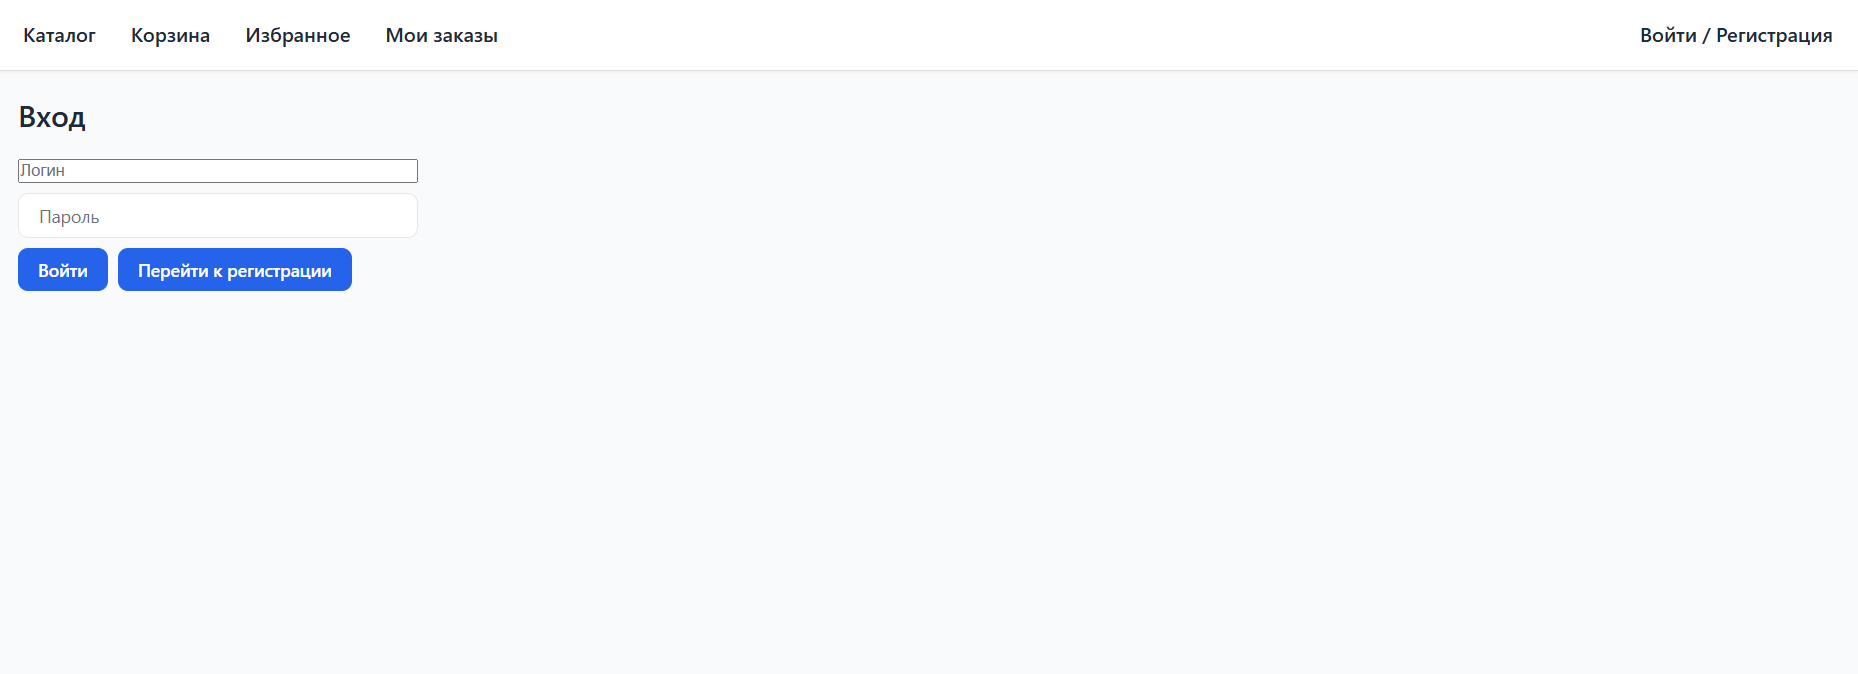 Каталог Корзина Избранное Мои заказы Войти / Регистрация
Вход
Логин
Пароль
Войти Перейти к регистрации